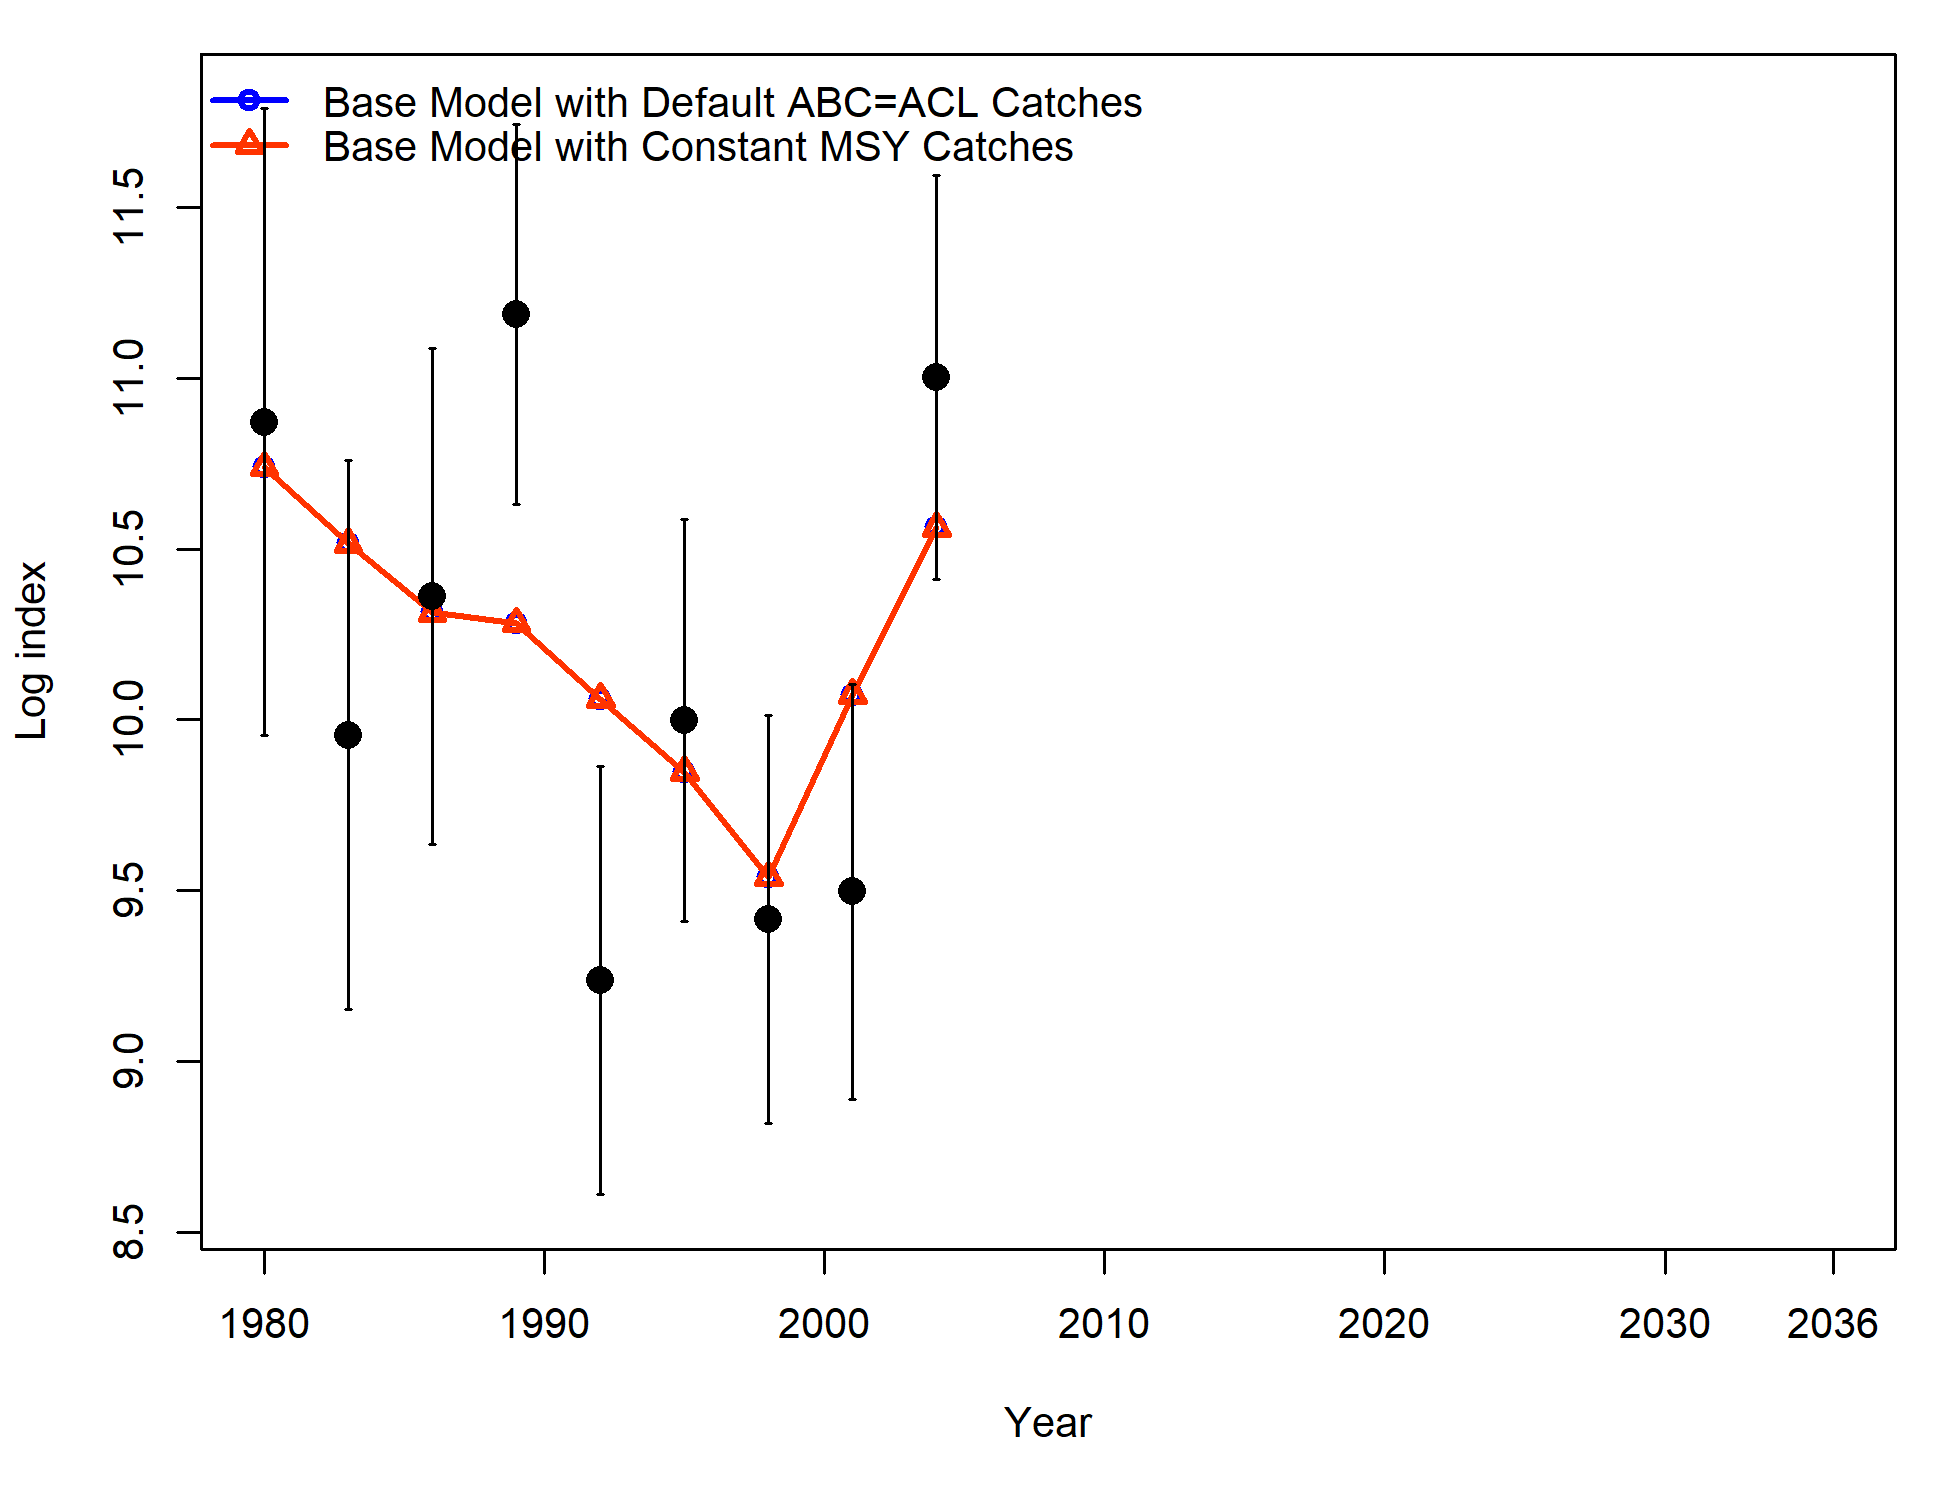 Base Model with Default ABC=ACL Catches
Base Model with Constant MSY Catches
11.5
11.0
10.5
10.0
9.5
9.0
8.5
Log index
1980 1990 2000 2010 2020 2030 2036
Year